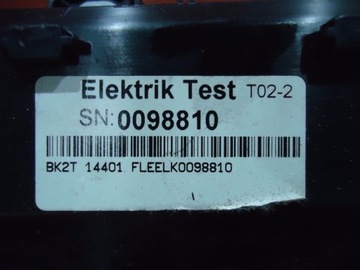 Elektrik Test T02-2
SN:0098810
BK2T 14401 FLEELK0098810